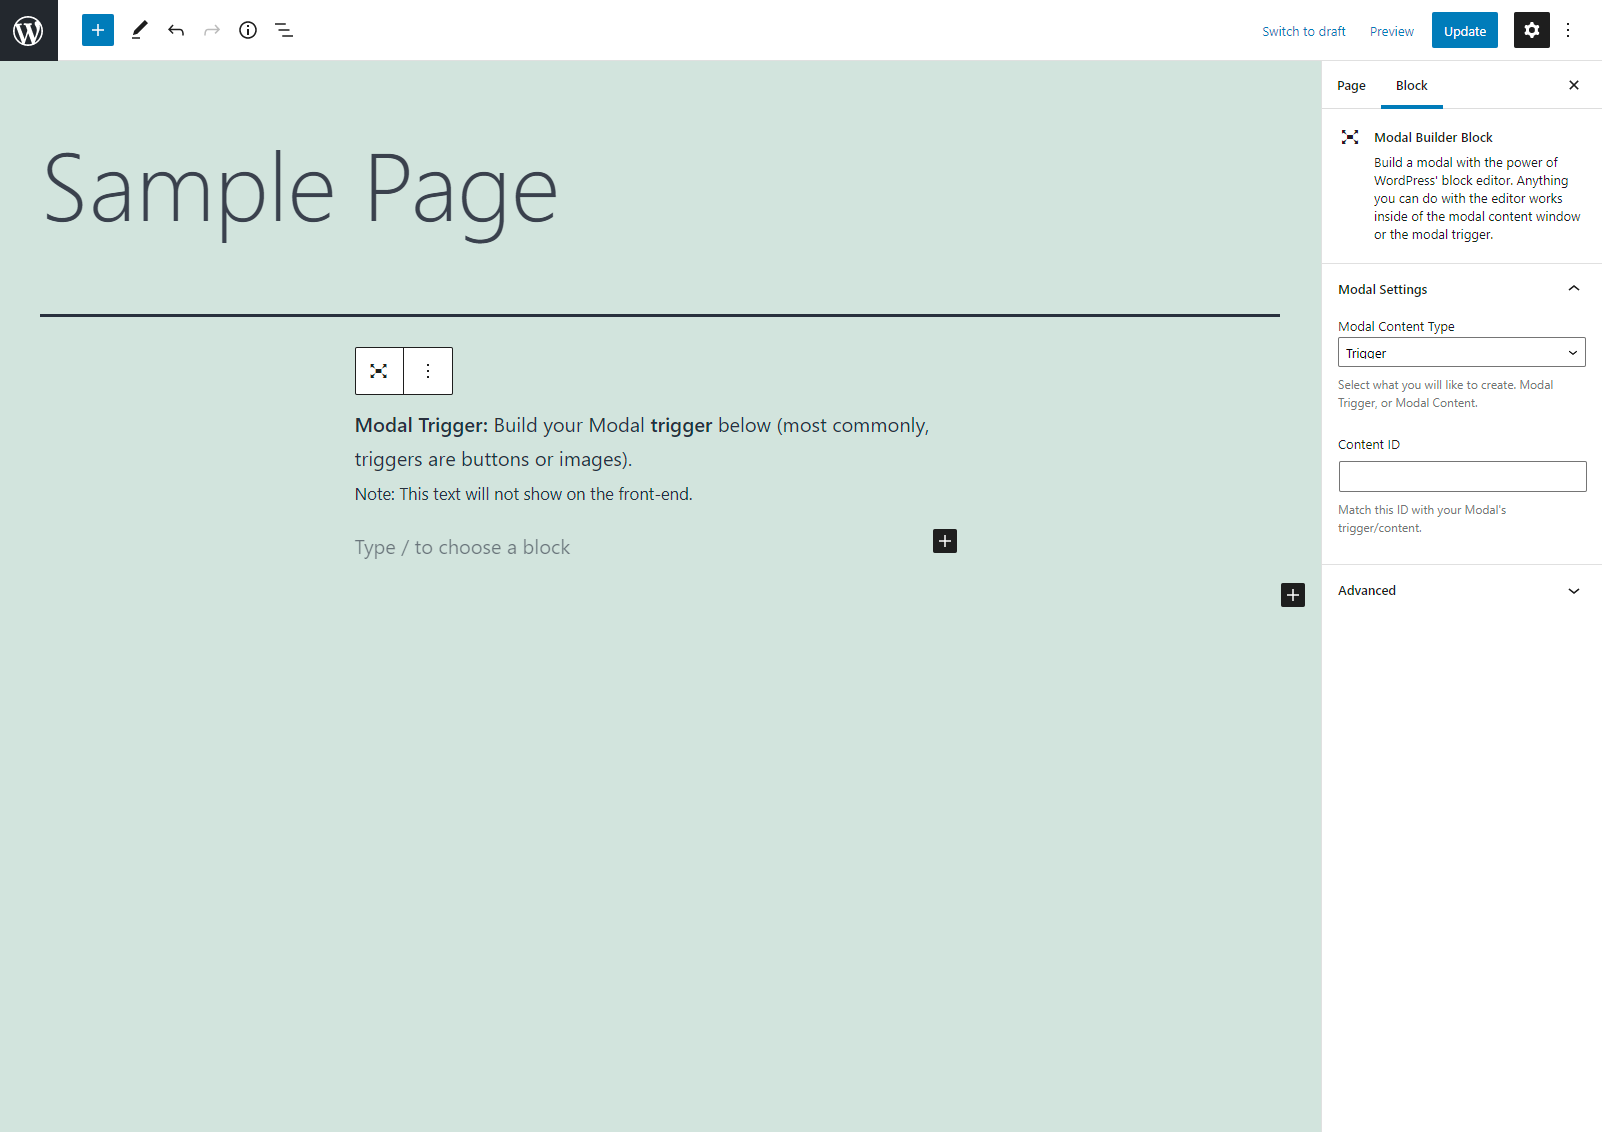 Switch to draft
Preview
Update
Sample Page
Modal Trigger: Build your Modal trigger below (most commonly,
triggers are buttons or images).
Note: This text will not show on the front-end.
Type / to choose a block
Page
Block
Modal Builder Block
Build a modal with the power of
WordPress' block editor. Anything
you can do with the editor works
inside of the modal content window
or the modal trigger.
Modal Settings
Modal Content Type
Trigger
Select what you will like to create. Modal
Trigger, or Modal Content.
Content ID
Match this ID with your Modal's
trigger/content.
Advanced